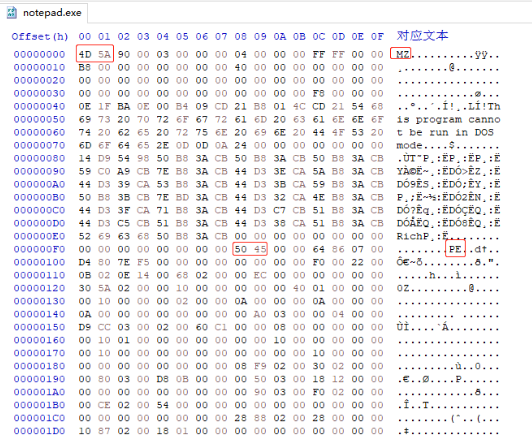 notepad.exe
Offset(h) 00 01 02 03 04 05 06 07 08 09 0A 0B 0C 0D 0E 0F 对应文本
00000000 4D 5A 90 00 03 00 00 00 04 00 00 00 FF FF 00 00 MZ..........ÿÿ..
00000010 B8 00 00 00 00 00 00 00 40 00 00 00 00 00 00 00 ¸.......@.......
00000020 00 00 00 00 00 00 00 00 00 00 00 00 00 00 00 00 ................
00000030 00 00 00 00 00 00 00 00 00 00 00 00 F8 00 00 00 ............ø...
00000040 0E 1F BA 0E 00 B4 09 CD 21 B8 01 4C CD 21 54 68 ..º..´.Í!¸.LÍ!Th
00000050 69 73 20 70 72 6F 67 72 61 6D 20 63 61 6E 6E 6F is program canno
00000060 74 20 62 65 20 72 75 6E 20 69 6E 20 44 4F 53 20 t be run in DOS
00000070 6D 6F 64 65 2E 0D 0D 0A 24 00 00 00 00 00 00 00 mode....$.......
00000080 14 D9 54 98 50 B8 3A CB 50 B8 3A CB 50 B8 3A CB .ÙT˜P¸:ËP¸:ËP¸:Ë
00000090 59 C0 A9 CB 7E B8 3A CB 44 D3 3E CA 5A B8 3A CB YÀ©Ë~¸:ËDÓ>ÊZ¸:Ë
000000A0 44 D3 39 CA 53 B8 3A CB 44 D3 3B CA 59 B8 3A CB DÓ9ÊS¸:ËDÓ;ÊY¸:Ë
000000B0 50 B8 3B CB 7E BD 3A CB 44 D3 32 CA 4E B8 3A CB P¸;Ë~½:ËDÓ2ÊN¸:Ë
000000C0 44 D3 3F CA 71 B8 3A CB 44 D3 C7 CB 51 B8 3A CB DÓ?Êq¸:ËDÓÇËQ¸:Ë
000000D0 44 D3 C5 CB 51 B8 3A CB 44 D3 38 CA 51 B8 3A CB DÓÅËQ¸:ËDÓ8ÊQ¸:Ë
000000E0 52 69 63 68 50 B8 3A CB 00 00 00 00 00 00 00 00 RichP¸:Ë........
000000F0 00 00 00 00 00 00 00 00 50 45 00 00 64 86 07 00 ........PE..d†..
00000100 D4 80 7E F5 00 00 00 00 00 00 00 00 F0 00 22 00 Ô€~õ........ð.".
00000110 0B 02 0E 14 00 68 02 00 00 EC 00 00 00 00 00 00 .....h...ì......
00000120 30 5A 02 00 00 10 00 00 00 00 00 40 01 00 00 00 0Z.........@....
00000130 00 10 00 00 00 02 00 00 0A 00 00 00 0A 00 00 00 ................
00000140 0A 00 00 00 00 00 00 00 00 A0 03 00 00 04 00 00 ................
00000150 D9 CC 03 00 02 00 60 C1 00 00 08 00 00 00 00 00 ÙÌ....`Á........
00000160 00 10 01 00 00 00 00 00 00 00 10 00 00 00 00 00 ................
00000170 00 10 00 00 00 00 00 00 00 00 00 00 10 00 00 00 ................
00000180 00 00 00 00 00 00 00 00 08 F9 02 00 30 02 00 00 .........ù..0...
00000190 00 80 03 00 D8 0B 00 00 00 50 03 00 18 12 00 00 .€..Ø....P......
000001A0 00 00 00 00 00 00 00 00 00 90 03 00 F0 02 00 00 ............ð...
000001B0 00 CE 02 00 54 00 00 00 00 00 00 00 00 00 00 00 .Î..T...........
000001C0 00 00 00 00 00 00 00 00 28 88 02 00 28 00 00 00 ........(ˆ..(...
000001D0 10 87 02 00 18 01 00 00 00 00 00 00 00 00 00 00 .‡..............